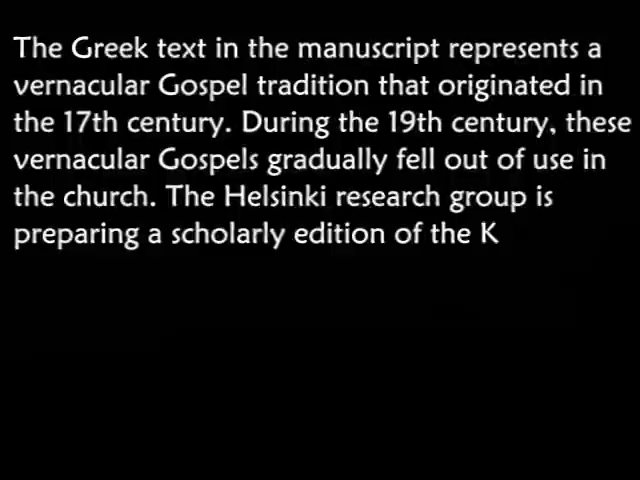 The Greek text in the manuscript represents a
vernacular Gospel tradition that originated in
the 17th century. During the 19th century, these
vernacular Gospels gradually fell out of use in
the church. The Helsinki research group is
preparing a scholarly edition of the K